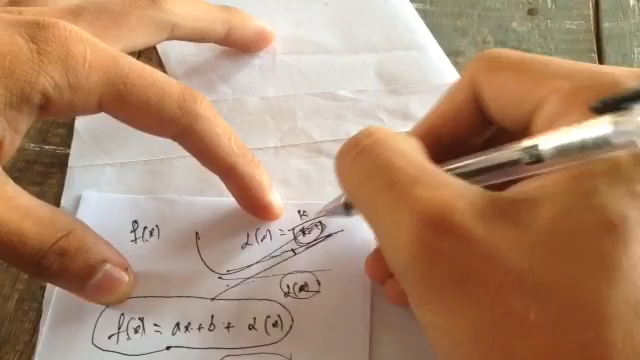 f(x)
α(x) = K
α(x)
f(x) = ax+b + α(x)